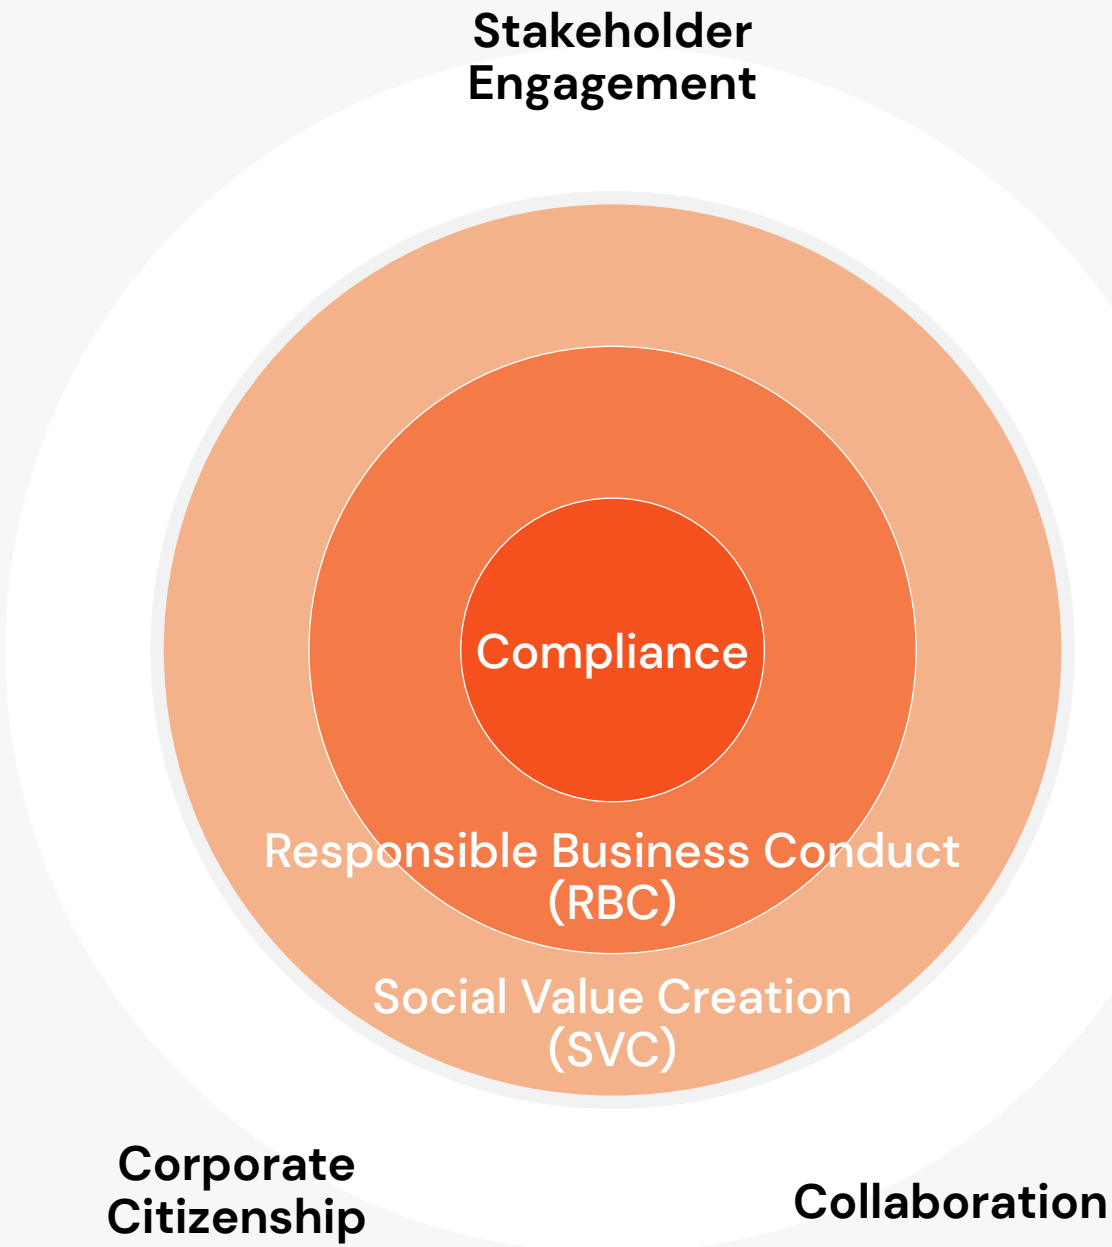 Stakeholder
Engagement
Compliance
Responsible Business Conduct
(RBC)
Social Value Creation
(SVC)
Corporate
Citizenship
Collaboration